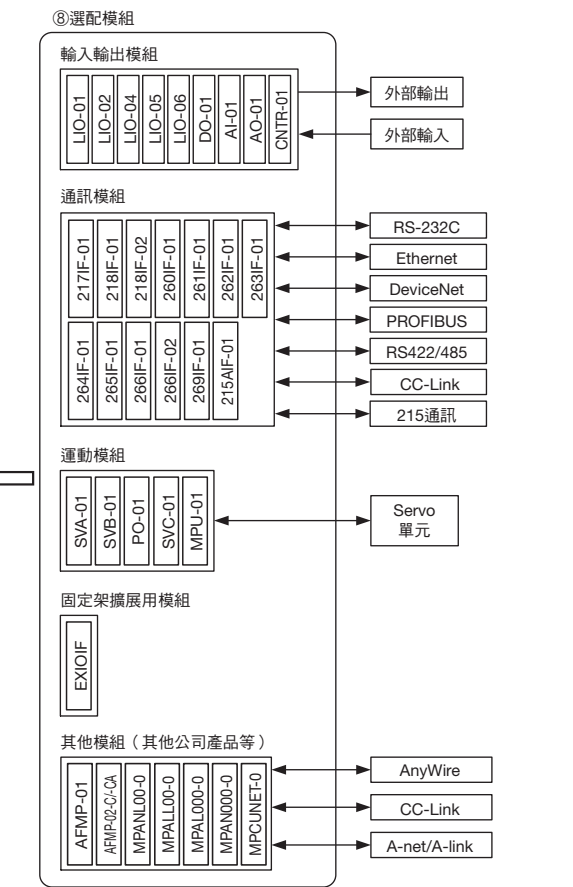 ⑧選配模組
輸入輸出模組
LIO-01
LIO-02
LIO-04
LIO-05
LIO-06
DO-01
AI-01
AO-01
CNTR-01
外部輸出
外部輸入
通訊模組
217IF-01
218IF-01
218IF-02
260IF-01
261IF-01
262IF-01
263IF-01
264IF-01
265IF-01
266IF-01
266IF-02
269IF-01
215AIF-01
RS-232C
Ethernet
DeviceNet
PROFIBUS
RS422/485
CC-Link
215通訊
運動模組
SVA-01
SVB-01
PO-01
SVC-01
MPU-01
Servo
單元
固定架擴展用模組
EXIOIF
其他模組（其他公司產品等）
AFMP-01
AFMP-02-C/-CA
MPANL00-0
MPALL00-0
MPAL000-0
MPAN000-0
MPCUNET-0
AnyWire
CC-Link
A-net/A-link